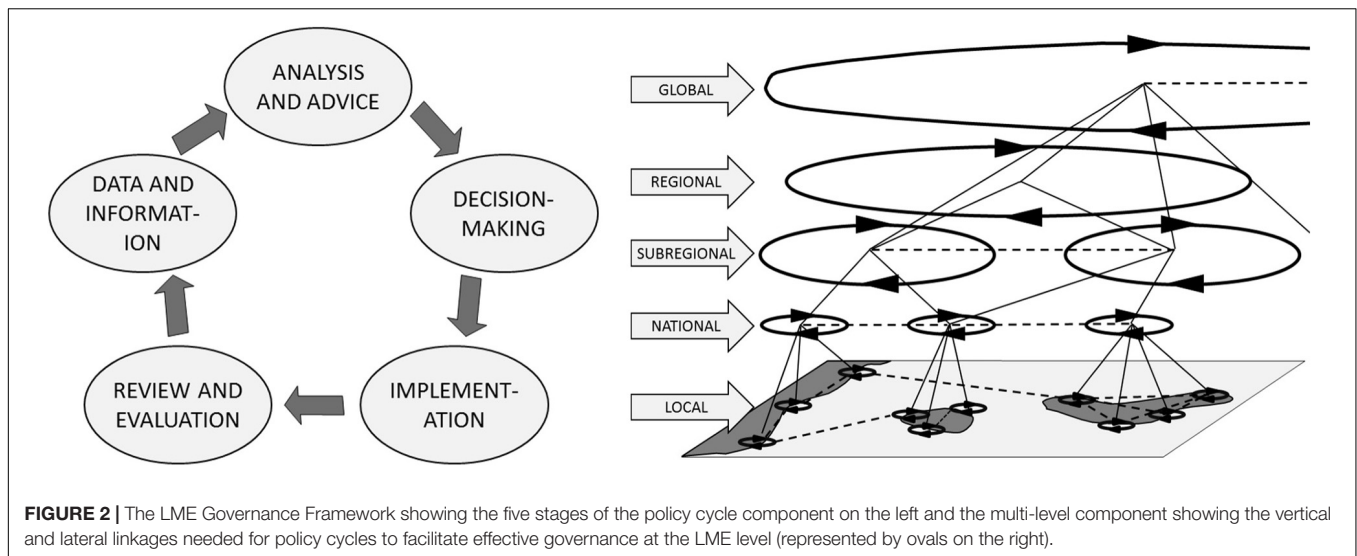 ANALYSIS
AND ADVICE
DECISION-
MAKING
IMPLEMENT-
ATION
REVIEW AND
EVALUATION
DATA AND
INFORMAT-
ION
GLOBAL
REGIONAL
SUBREGIONAL
NATIONAL
LOCAL
FIGURE 2 | The LME Governance Framework showing the five stages of the policy cycle component on the left and the multi-level component showing the vertical
and lateral linkages needed for policy cycles to facilitate effective governance at the LME level (represented by ovals on the right).